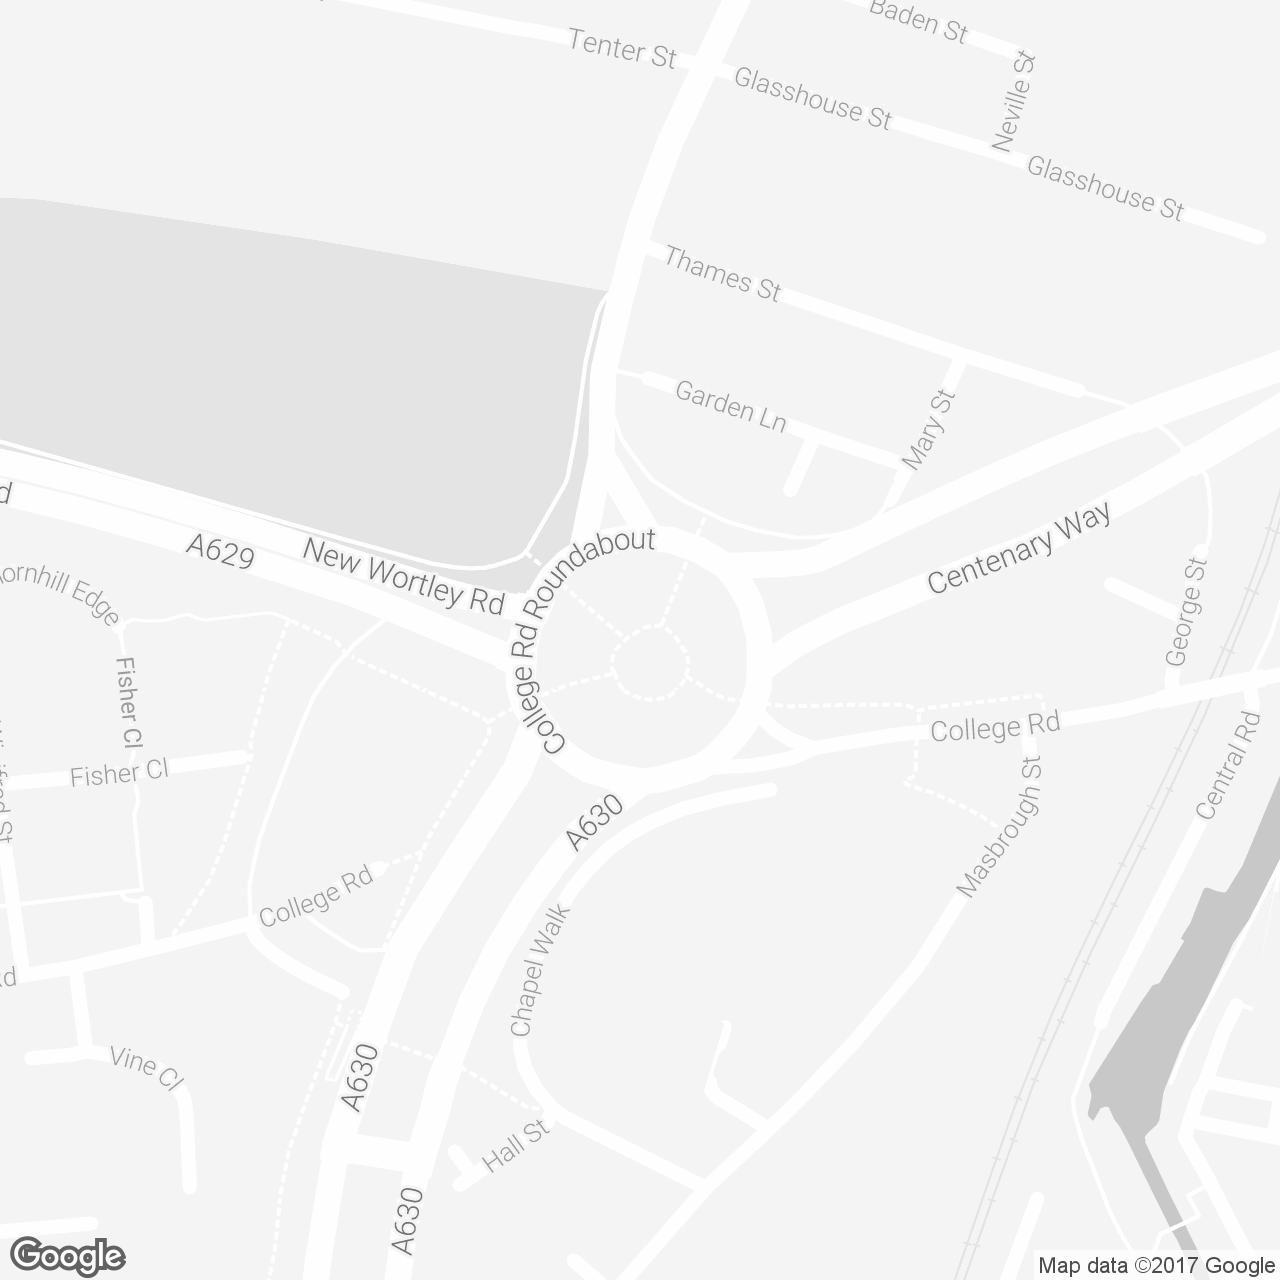 Baden St
Tenter St
Glasshouse St
Neville St
Glasshouse St
Thames St
Garden Ln
Mary St
A629
New Wortley Rd
College Rd Roundabout
Centenary Way
George St
Fisher Cl
Fisher Cl
College Rd
Central Rd
A630
Masbrough St
College Rd
Chapel Walk
Vine Cl
A630
Hall St
A630
Google
Map data ©2017 Google